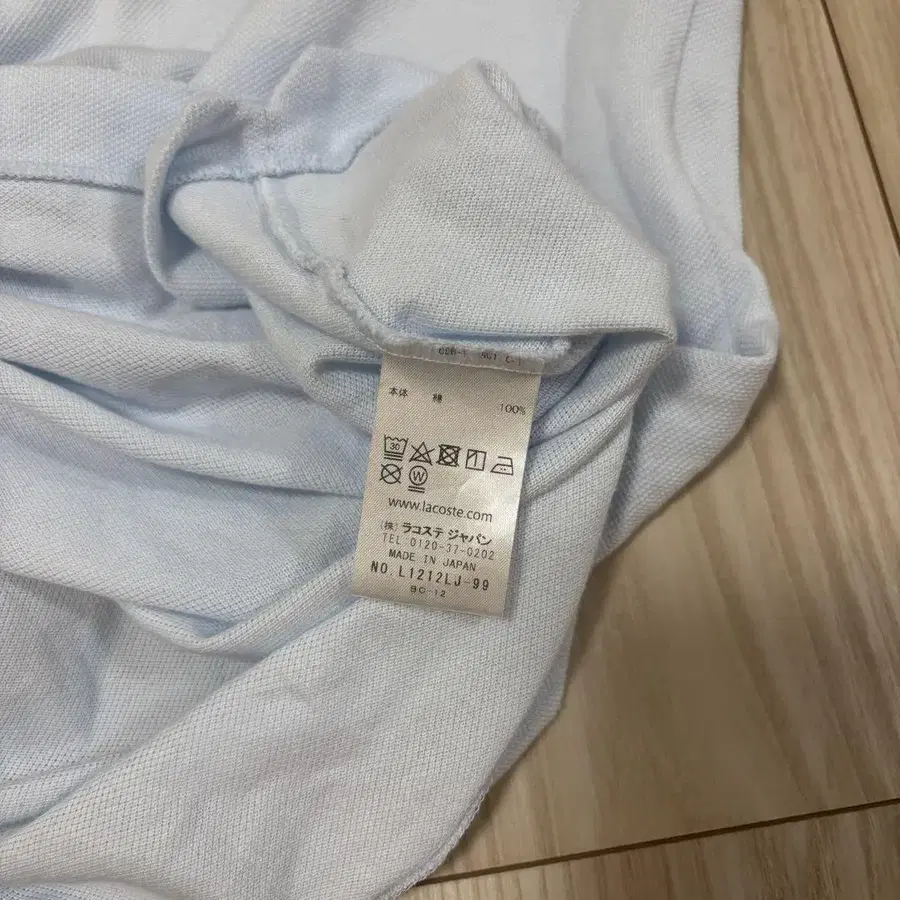 本体 綿 100%
30
W
www.lacoste.com
(株) ラコステ ジャパン
TEL 0120-37-0202
MADE IN JAPAN
NO.L1212LJ-99
BC-12